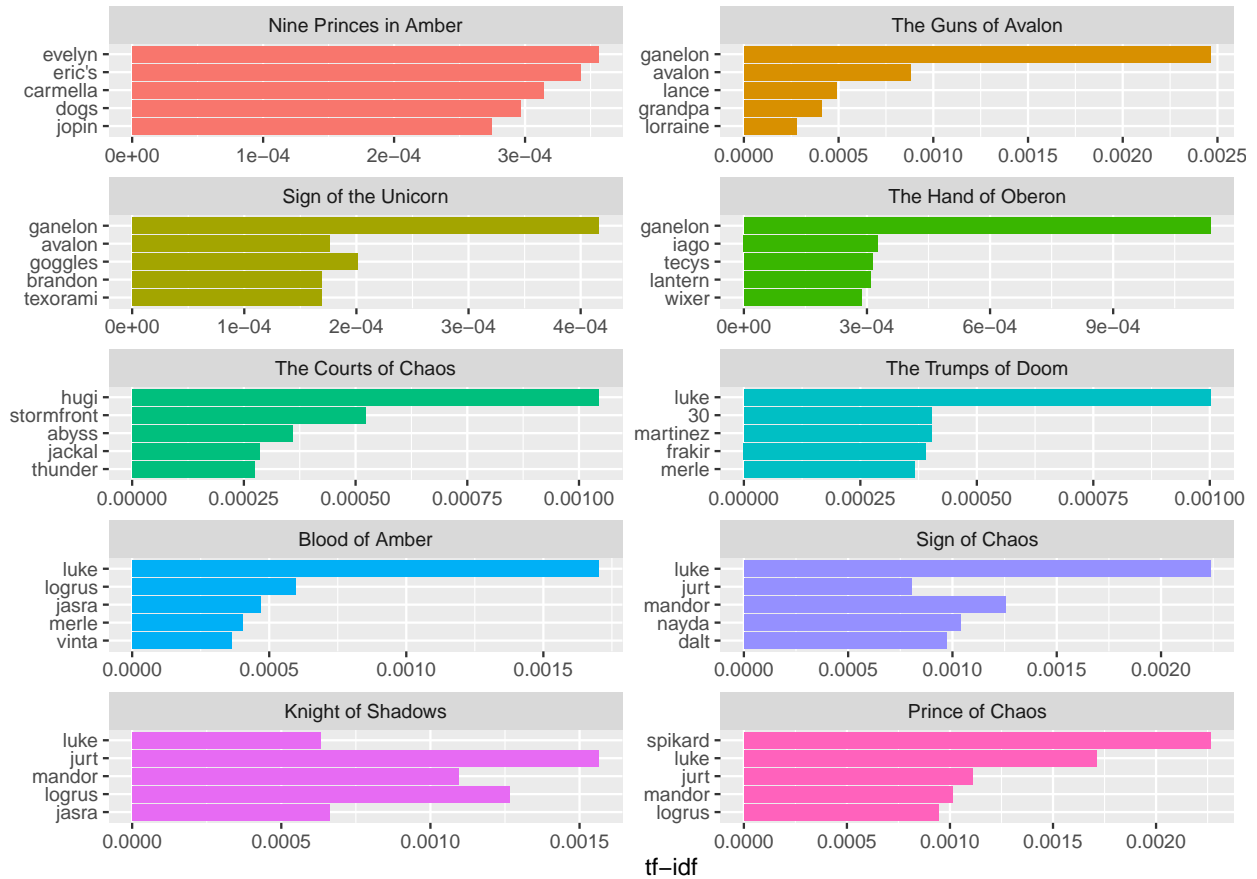 Nine Princes in Amber
evelyn
eric's
carmella
dogs
jopin
0e+00 1e−04 2e−04 3e−04
The Guns of Avalon
ganelon
avalon
lance
grandpa
lorraine
0.0000 0.0005 0.0010 0.0015 0.0020 0.0025
Sign of the Unicorn
ganelon
avalon
goggles
brandon
texorami
0e+00 1e−04 2e−04 3e−04 4e−04
The Hand of Oberon
ganelon
iago
tecys
lantern
wixer
0e+00 3e−04 6e−04 9e−04
The Courts of Chaos
hugi
stormfront
abyss
jackal
thunder
0.00000 0.00025 0.00050 0.00075 0.00100
The Trumps of Doom
luke
30
martinez
frakir
merle
0.00000 0.00025 0.00050 0.00075 0.00100
Blood of Amber
luke
logrus
jasra
merle
vinta
0.0000 0.0005 0.0010 0.0015
Sign of Chaos
luke
jurt
mandor
nayda
dalt
0.0000 0.0005 0.0010 0.0015 0.0020
Knight of Shadows
luke
jurt
mandor
logrus
jasra
0.0000 0.0005 0.0010 0.0015
Prince of Chaos
spikard
luke
jurt
mandor
logrus
0.0000 0.0005 0.0010 0.0015 0.0020
tf−idf